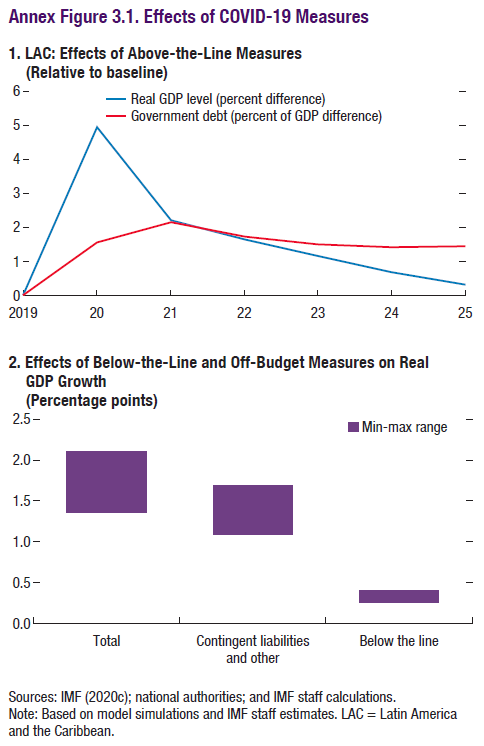 Annex Figure 3.1. Effects of COVID-19 Measures
1. LAC: Effects of Above-the-Line Measures
(Relative to baseline)
6
Real GDP level (percent difference)
Government debt (percent of GDP difference)
5
4
3
2
1
0
2019 20 21 22 23 24 25
2. Effects of Below-the-Line and Off-Budget Measures on Real
GDP Growth
(Percentage points)
2.5
Min-max range
2.0
1.5
1.0
0.5
0.0
Total Contingent liabilities Below the line
and other
Sources: IMF (2020c); national authorities; and IMF staff calculations.
Note: Based on model simulations and IMF staff estimates. LAC = Latin America
and the Caribbean.